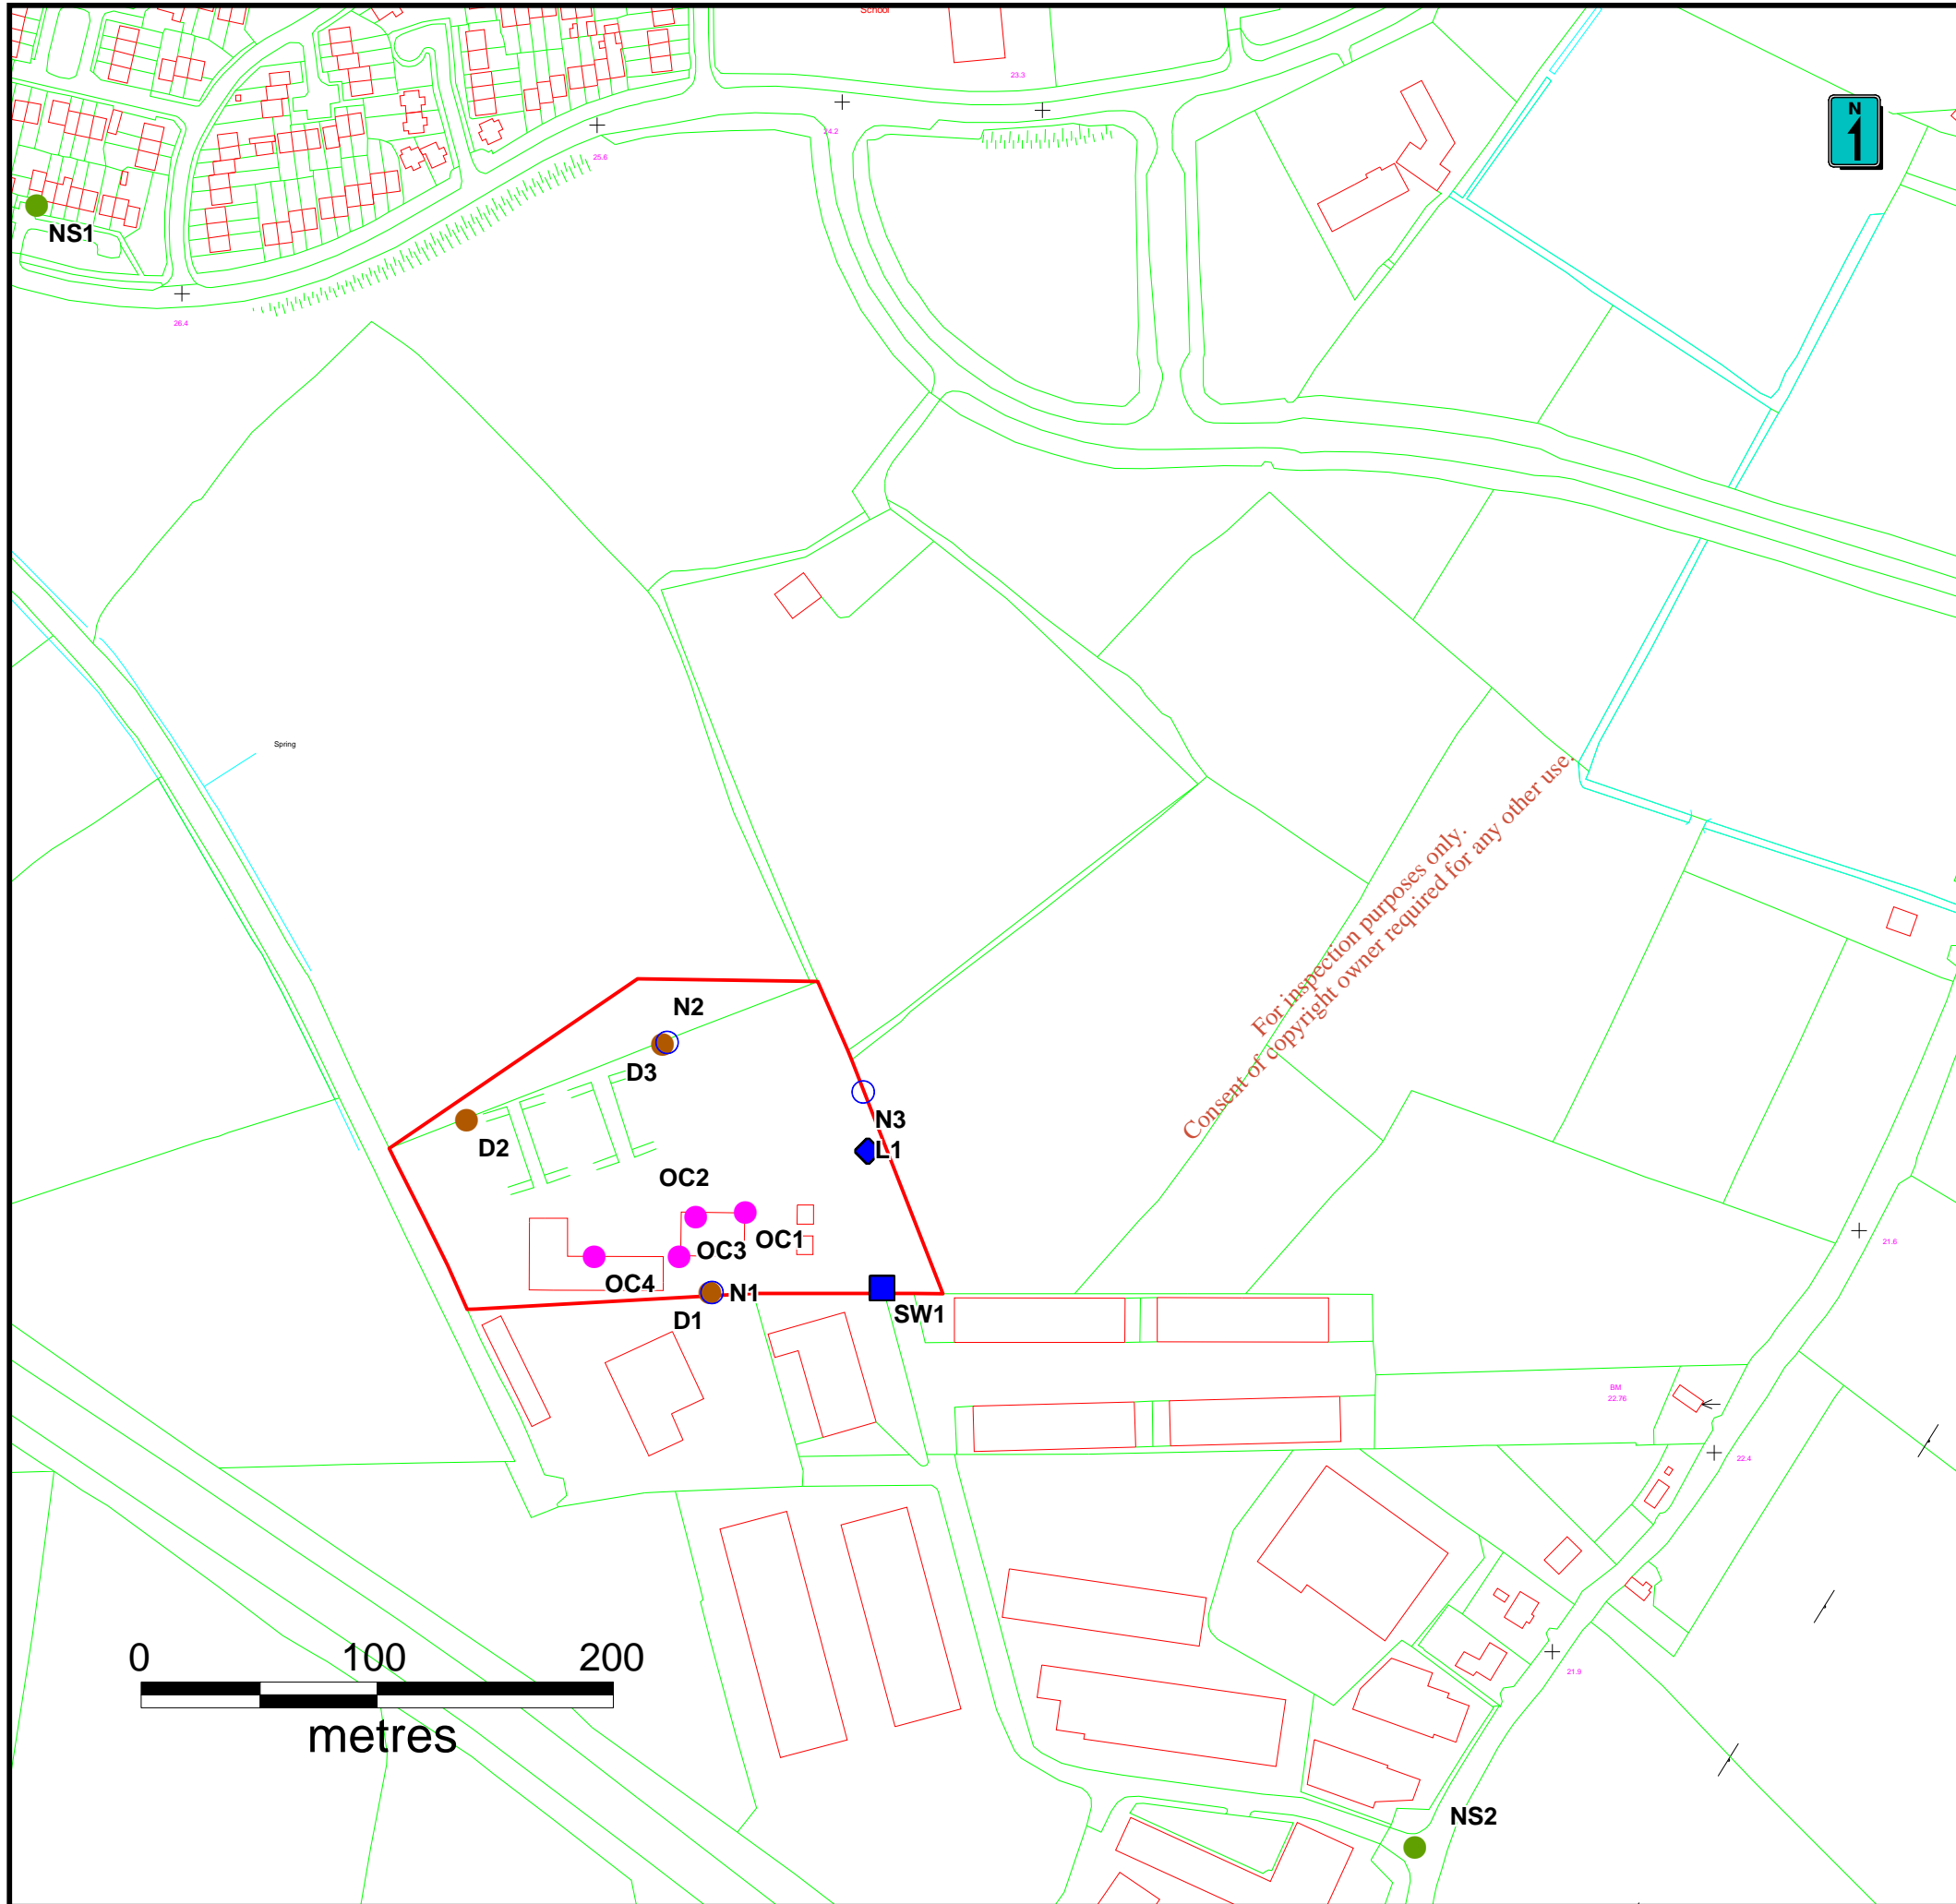 School
23.3
N
24.2
25.6
NS1
26.4
Spring
For inspection purposes only.
Consent of copyright owner required for any other use.
N2
D3
N3
D2
L1
OC2
OC1
OC3
OC4
N1
SW1
D1
21.6
BM
22.76
22.4
0 100 200
metres
21.9
NS2